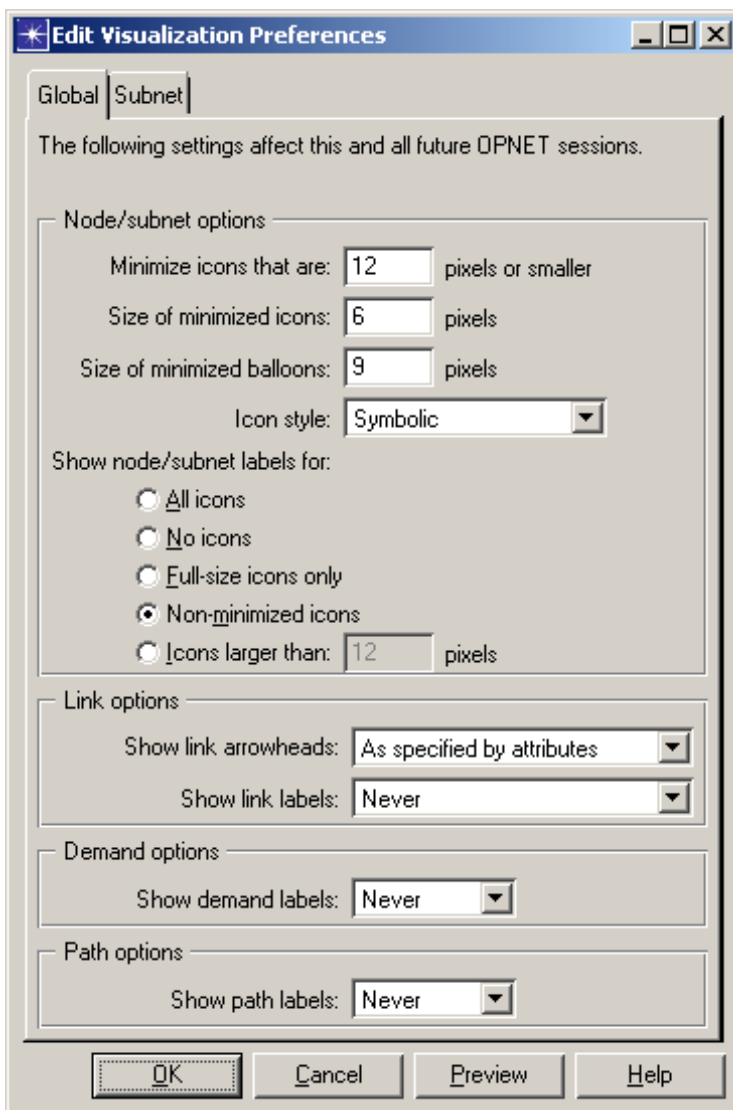 Edit Visualization Preferences
Global Subnet
The following settings affect this and all future OPNET sessions.
Node/subnet options
Minimize icons that are: 12 pixels or smaller
Size of minimized icons: 6 pixels
Size of minimized balloons: 9 pixels
Icon style: Symbolic
Show node/subnet labels for:
All icons
No icons
Full-size icons only
Non-minimized icons
Icons larger than: 12 pixels
Link options
Show link arrowheads: As specified by attributes
Show link labels: Never
Demand options
Show demand labels: Never
Path options
Show path labels: Never
OK Cancel Preview Help